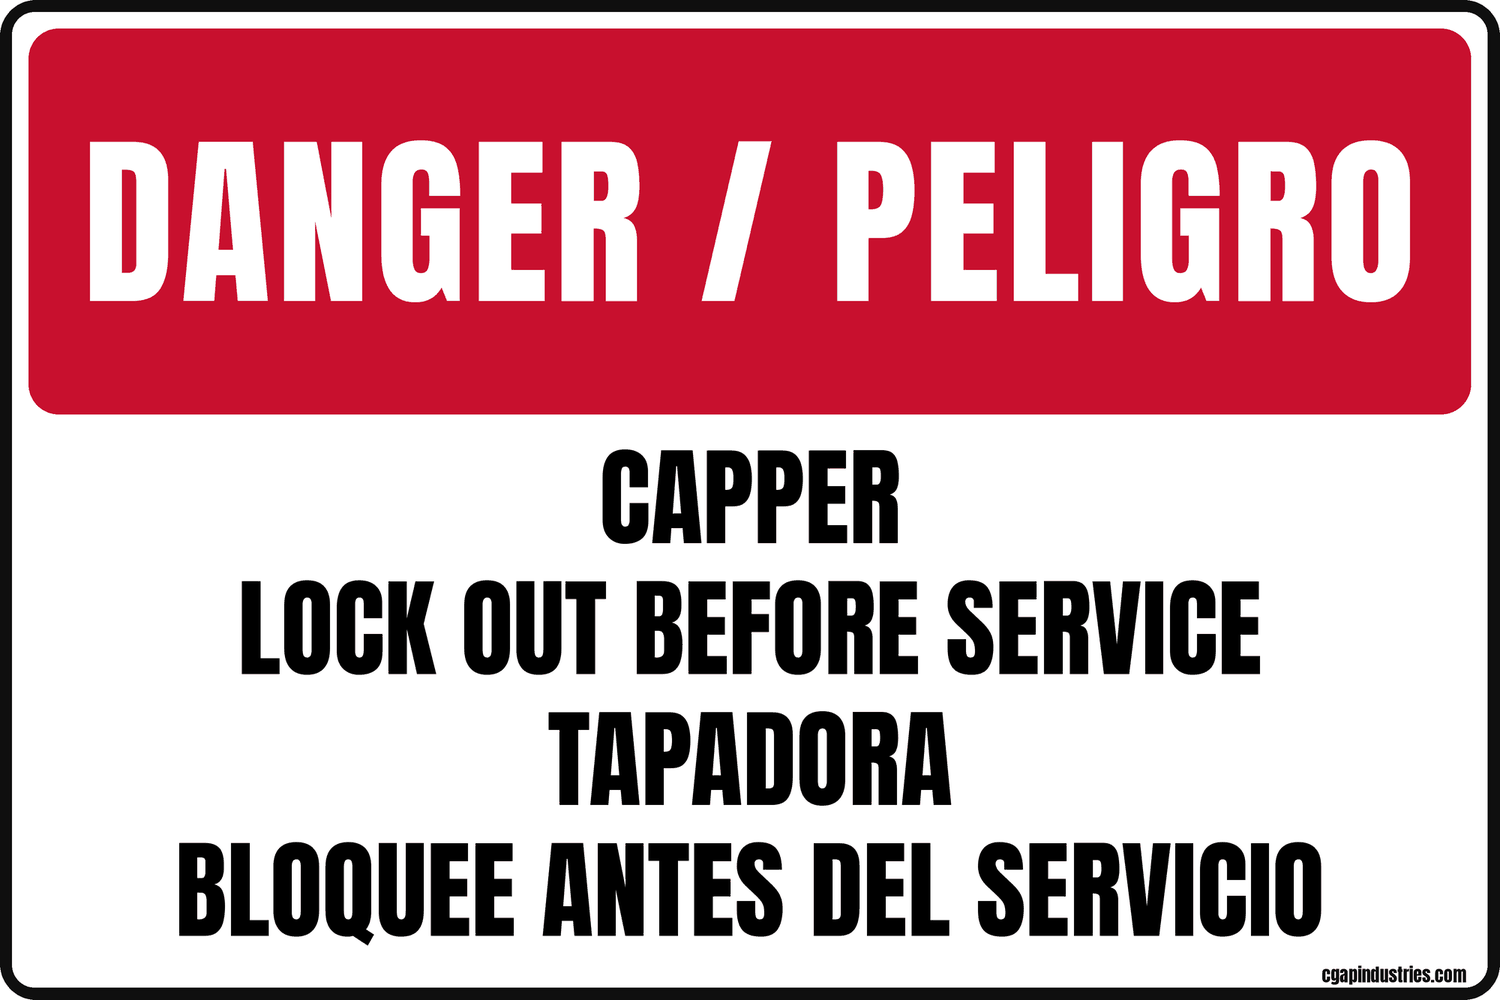 DANGER / PELIGRO
CAPPER
LOCK OUT BEFORE SERVICE
TAPADORA
BLOQUEE ANTES DEL SERVICIO
cgapindustries.com